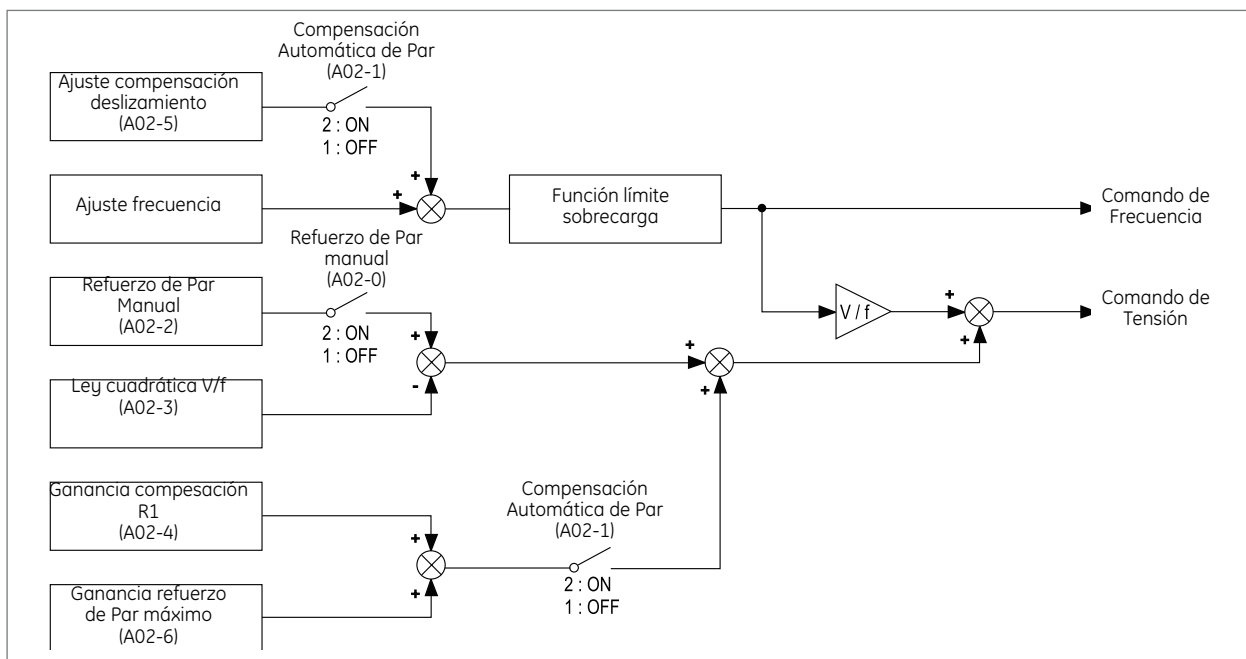 Compensación
Automática de Par
(A02-1)
Ajuste compensación
deslizamiento
(A02-5)
2 : ON
1 : OFF
+
Ajuste frecuencia
+
Función límite
sobrecarga
Comando de
Frecuencia
Refuerzo de Par
manual
(A02-0)
Refuerzo de Par
Manual
(A02-2)
2 : ON
1 : OFF
+
-
Ley cuadrática V/f
(A02-3)
+
+
V / f
+
+
Comando de
Tensión
Ganancia compesación
R1
(A02-4)
+
+
Compensación
Automática de Par
(A02-1)
2 : ON
1 : OFF
Ganancia refuerzo
de Par máximo
(A02-6)